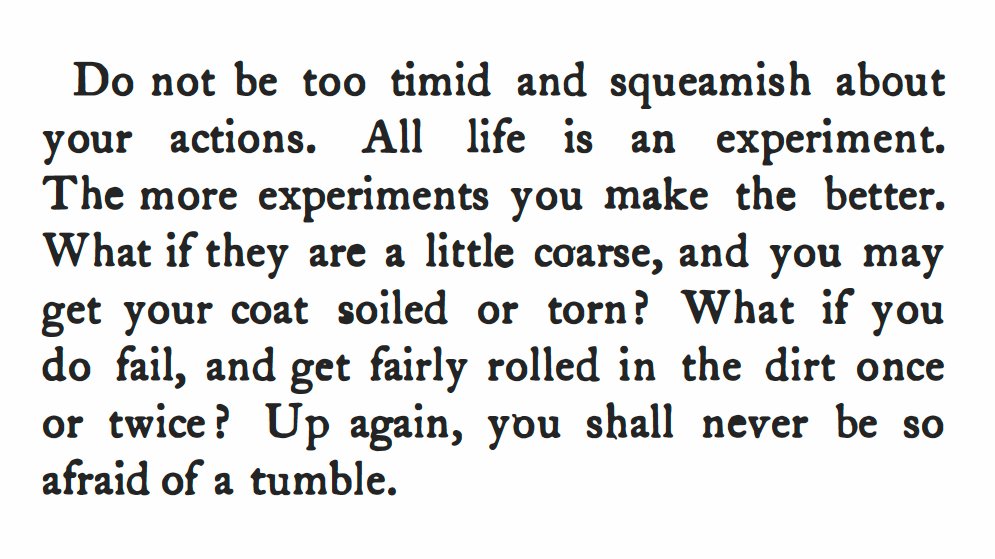 Do not be too timid and squeamish about
your actions. All life is an experiment.
The more experiments you make the better.
What if they are a little coarse, and you may
get your coat soiled or torn? What if you
do fail, and get fairly rolled in the dirt once
or twice? Up again, you shall never be so
afraid of a tumble.